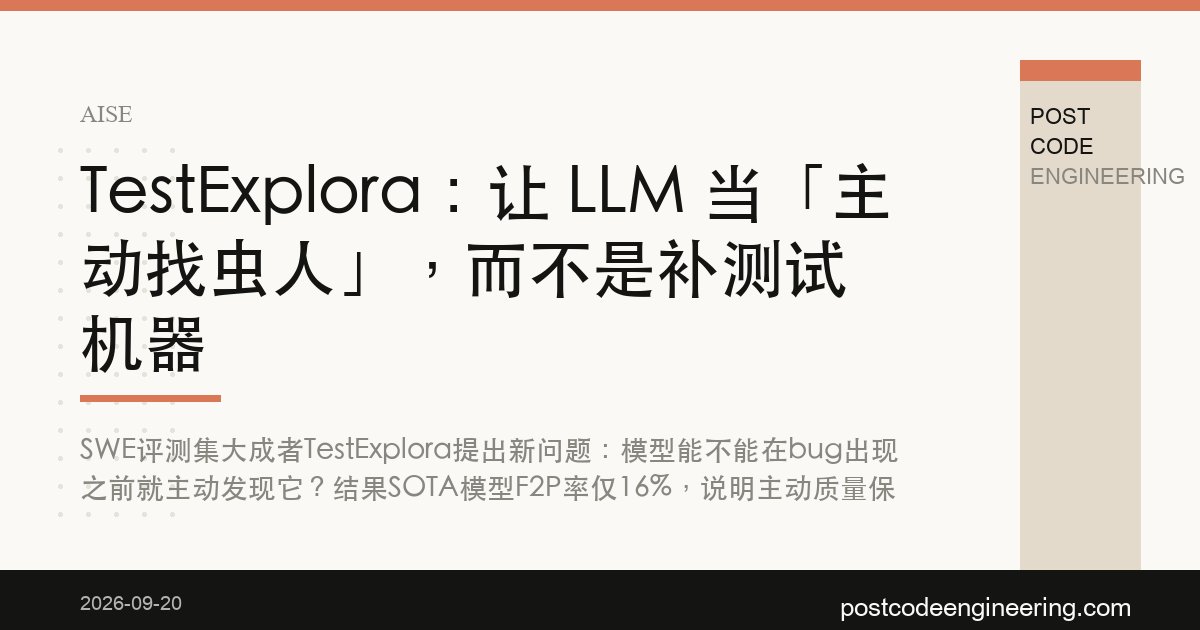 AISE
TestExplora：让 LLM 当「主
动找虫人」，而不是补测试
机器
SWE评测集大成者TestExplora提出新问题：模型能不能在bug出现
之前就主动发现它？结果SOTA模型F2P率仅16%，说明主动质量保
POST
CODE
ENGINEERING
2026-09-20
postcodeengineering.com